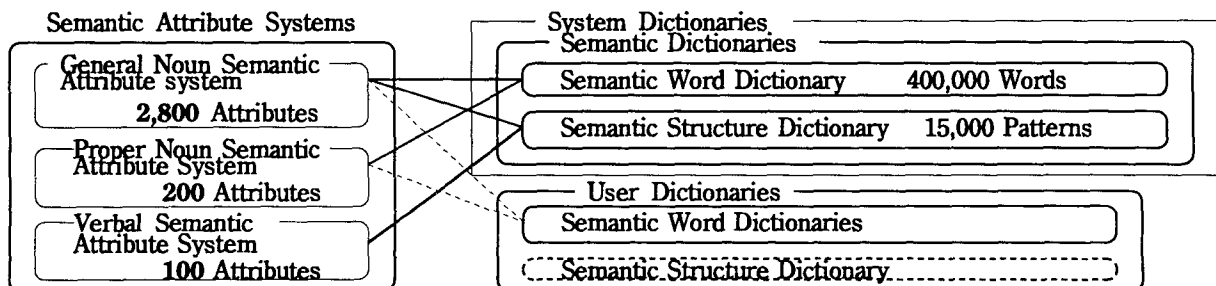 Semantic Attribute Systems
General Noun Semantic
Attribute system
2,800 Attributes
Proper Noun Semantic
Attribute System
200 Attributes
Verbal Semantic
Attribute System
100 Attributes
System Dictionaries
Semantic Dictionaries
Semantic Word Dictionary 400,000 Words
Semantic Structure Dictionary 15,000 Patterns
User Dictionaries
Semantic Word Dictionaries
Semantic Structure Dictionary